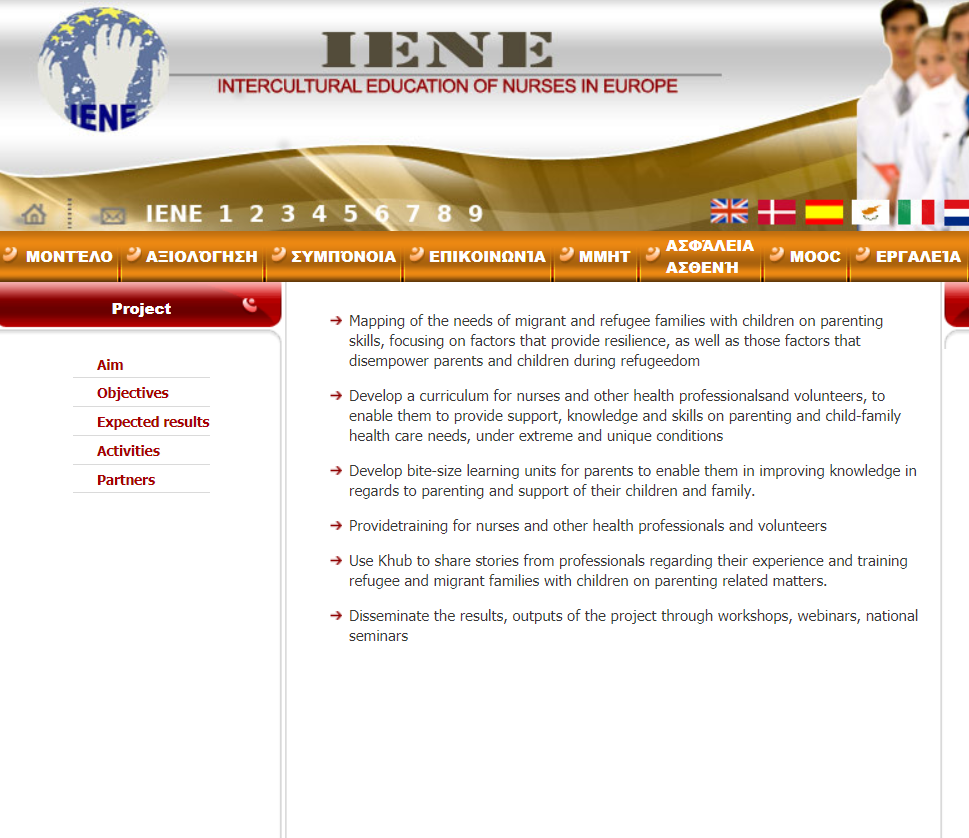 IENE
IENE
INTERCULTURAL EDUCATION OF NURSES IN EUROPE
IENE 1 2 3 4 5 6 7 8 9
ΜΟΝΤΈΛΟ ΑΞΙΟΛΌΓΗΣΗ ΣΥΜΠΌΝΟΙΑ ΕΠΙΚΟΙΝΩΝΊΑ ΜΜΗΤ ΑΣΦΆΛΕΙΑ
ΑΣΘΕΝΉ MOOC ΕΡΓΑΛΕΊΑ
Project
Aim
Objectives
Expected results
Activities
Partners
Mapping of the needs of migrant and refugee families with children on parenting
skills, focusing on factors that provide resilience, as well as those factors that
disempower parents and children during refugeedom
Develop a curriculum for nurses and other health professionalsand volunteers, to
enable them to provide support, knowledge and skills on parenting and child-family
health care needs, under extreme and unique conditions
Develop bite-size learning units for parents to enable them in improving knowledge in
regards to parenting and support of their children and family.
Providetraining for nurses and other health professionals and volunteers
Use Khub to share stories from professionals regarding their experience and training
refugee and migrant families with children on parenting related matters.
Disseminate the results, outputs of the project through workshops, webinars, national
seminars